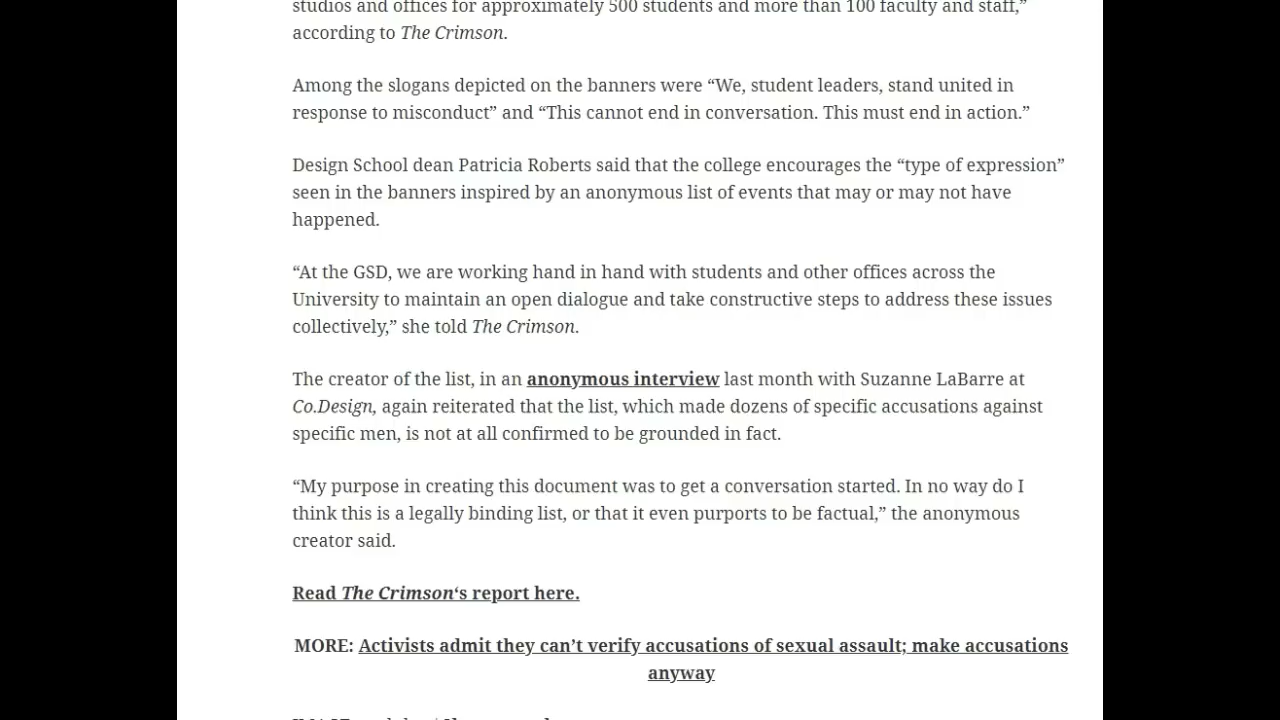 studios and offices for approximately 500 students and more than 100 faculty and staff,”
according to The Crimson.
Among the slogans depicted on the banners were “We, student leaders, stand united in
response to misconduct” and “This cannot end in conversation. This must end in action.”
Design School dean Patricia Roberts said that the college encourages the “type of expression”
seen in the banners inspired by an anonymous list of events that may or may not have
happened.
“At the GSD, we are working hand in hand with students and other offices across the
University to maintain an open dialogue and take constructive steps to address these issues
collectively,” she told The Crimson.
The creator of the list, in an anonymous interview last month with Suzanne LaBarre at
Co.Design, again reiterated that the list, which made dozens of specific accusations against
specific men, is not at all confirmed to be grounded in fact.
“My purpose in creating this document was to get a conversation started. In no way do I
think this is a legally binding list, or that it even purports to be factual,” the anonymous
creator said.
Read The Crimson‘s report here.
MORE: Activists admit they can’t verify accusations of sexual assault; make accusations
anyway